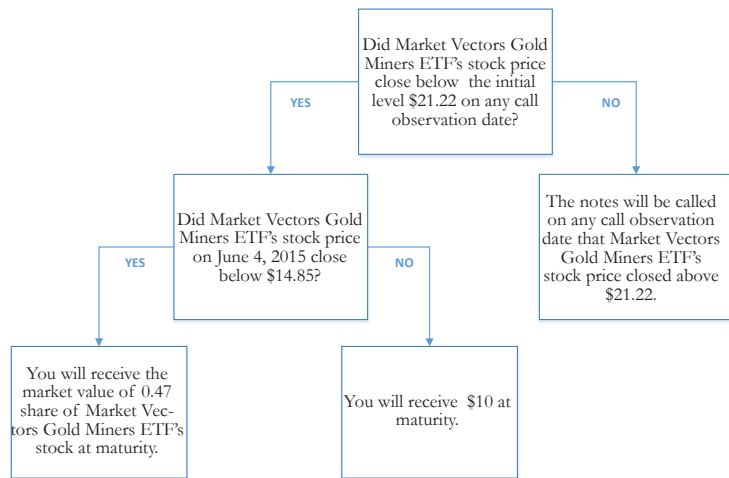 Did Market Vectors Gold
Miners ETF's stock price
close below the initial
level $21.22 on any call
observation date?
YES
NO
Did Market Vectors Gold
Miners ETF's stock price
on June 4, 2015 close
below $14.85?
The notes will be called
on any call observation
date that Market Vectors
Gold Miners ETF's
stock price closed above
$21.22.
YES
NO
You will receive the
market value of 0.47
share of Market Vec-
tors Gold Miners ETF's
stock at maturity.
You will receive $10 at
maturity.